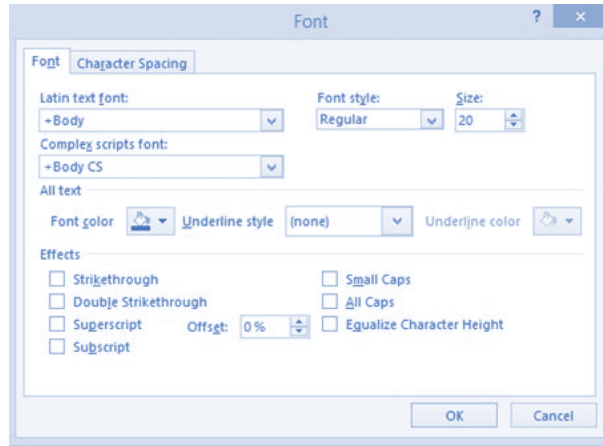 Font ?
Font Character Spacing
Latin text font: Font style: Size:
+Body Regular 20
Complex scripts font:
+Body CS
All text
Font color Underline style (none) Underline color
Effects
Strikethrough Small Caps
Double Strikethrough All Caps
Superscript Offset: 0% Equalize Character Height
Subscript
OK Cancel